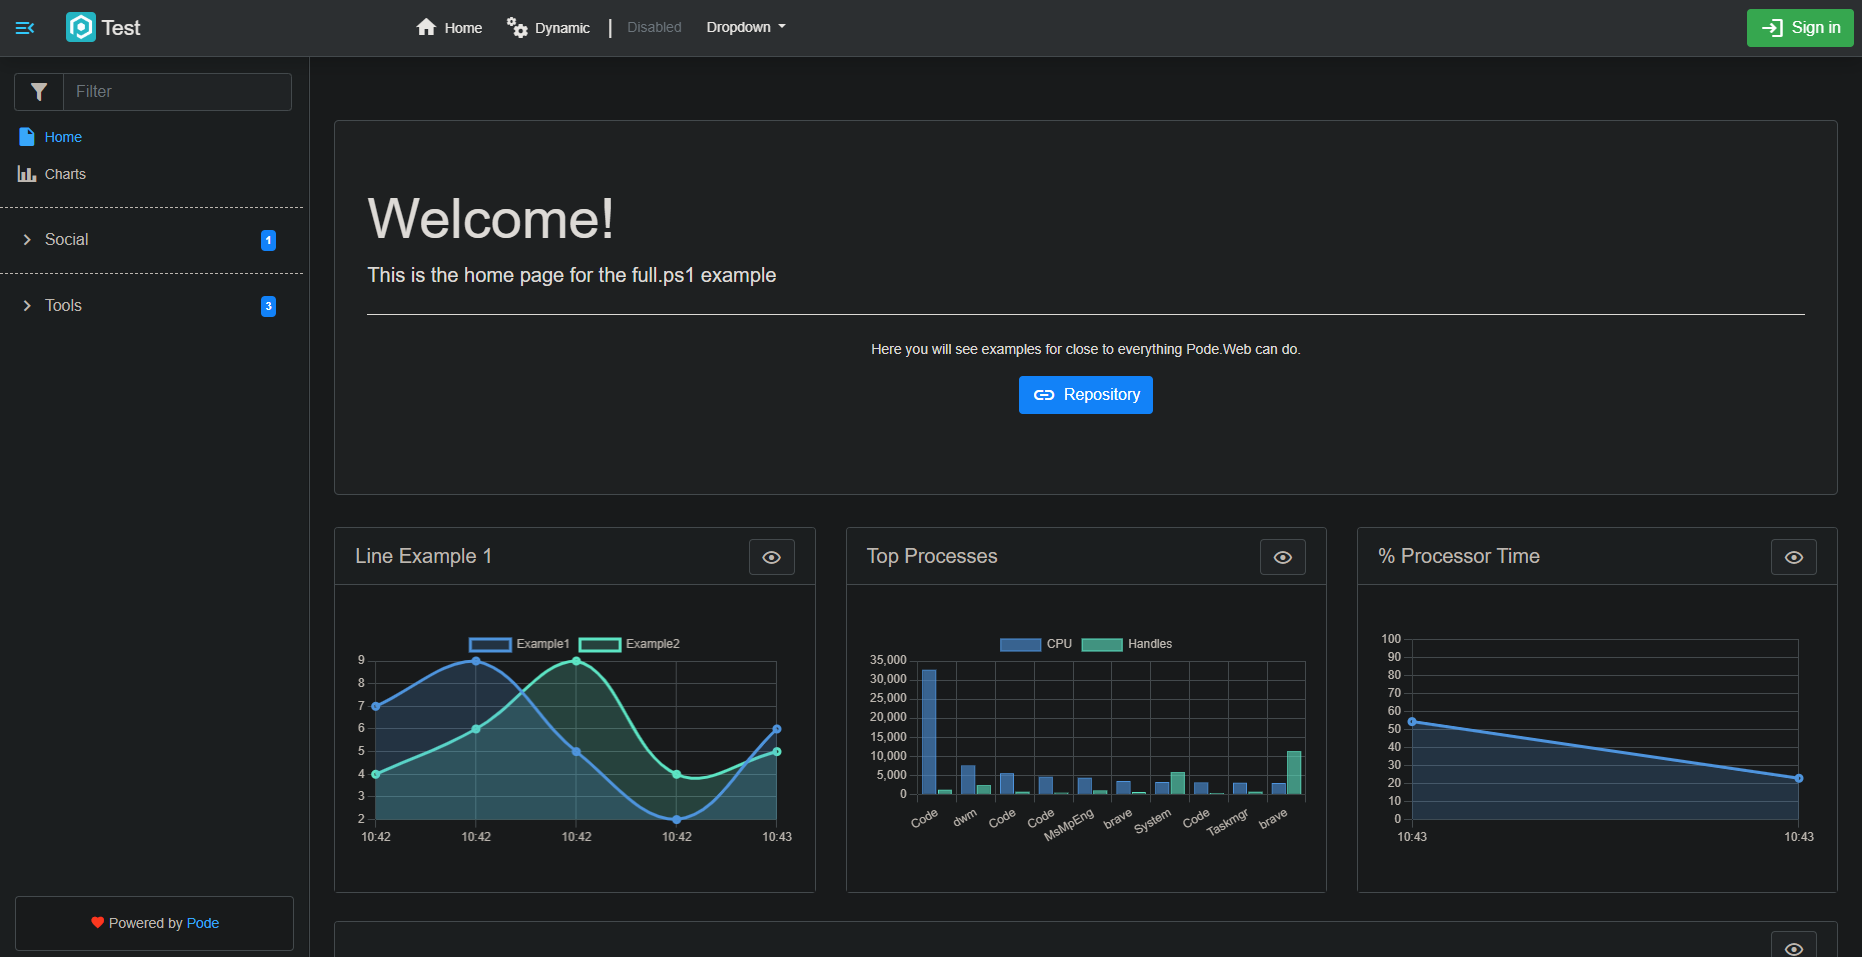 Test
Home
Dynamic
|
Disabled
Dropdown
Sign in
Filter
Home
Charts
Social
1
Tools
3
Powered by Pode
Welcome!
This is the home page for the full.ps1 example
Here you will see examples for close to everything Pode.Web can do.
Repository
Line Example 1
Example1 Example2
9
8
7
6
5
4
3
2
10:42 10:42 10:42 10:42 10:43
Top Processes
CPU Handles
35,000
30,000
25,000
20,000
15,000
10,000
5,000
0
Code dwm Code Code MsMpEng brave System Code Taskmgr brave
% Processor Time
100
90
80
70
60
50
40
30
20
10
0
10:43 10:43